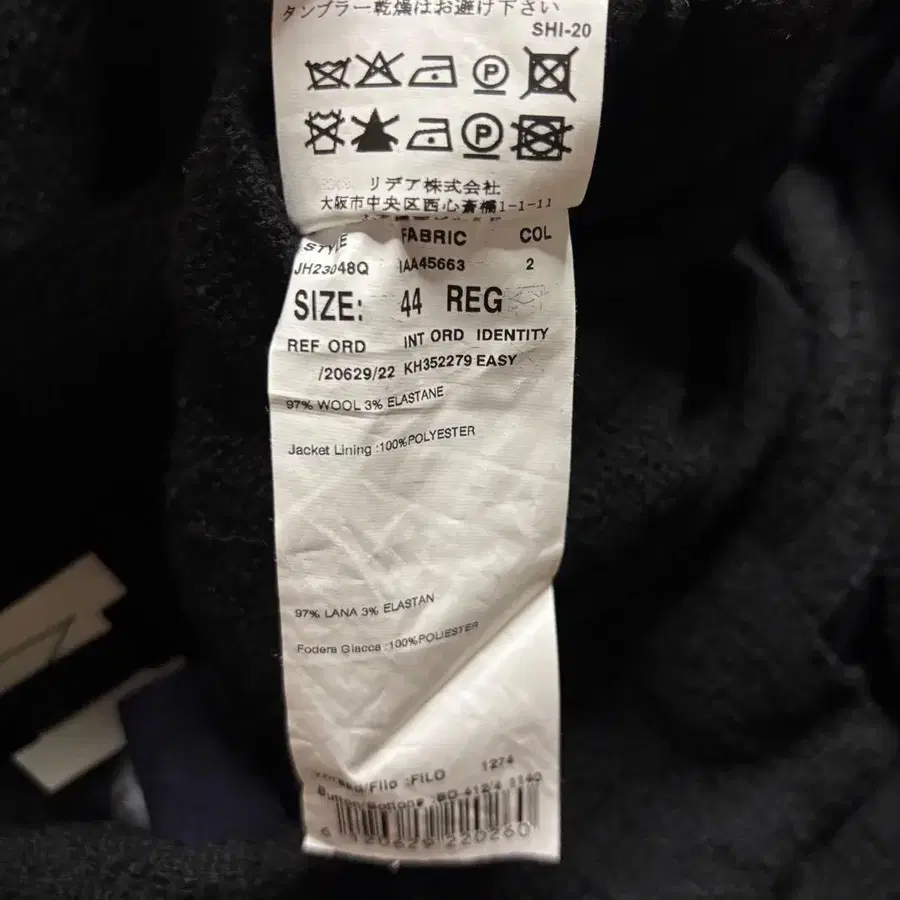 タンブラー乾燥はお避け下さい
SHI-20
P
P
リデア株式会社
大阪市中央区西心斎橋1-1-11
STYLE FABRIC COL
JH23048Q IAA45663 2
SIZE: 44 REG
REF ORD INT ORD IDENTITY
/20629/22 KH352279 EASY
97% WOOL 3% ELASTANE
Jacket Lining :100%POLYESTER
97% LANA 3% ELASTAN
Fodera Giacca :100%POLIESTER
/Filo :FILO 1274